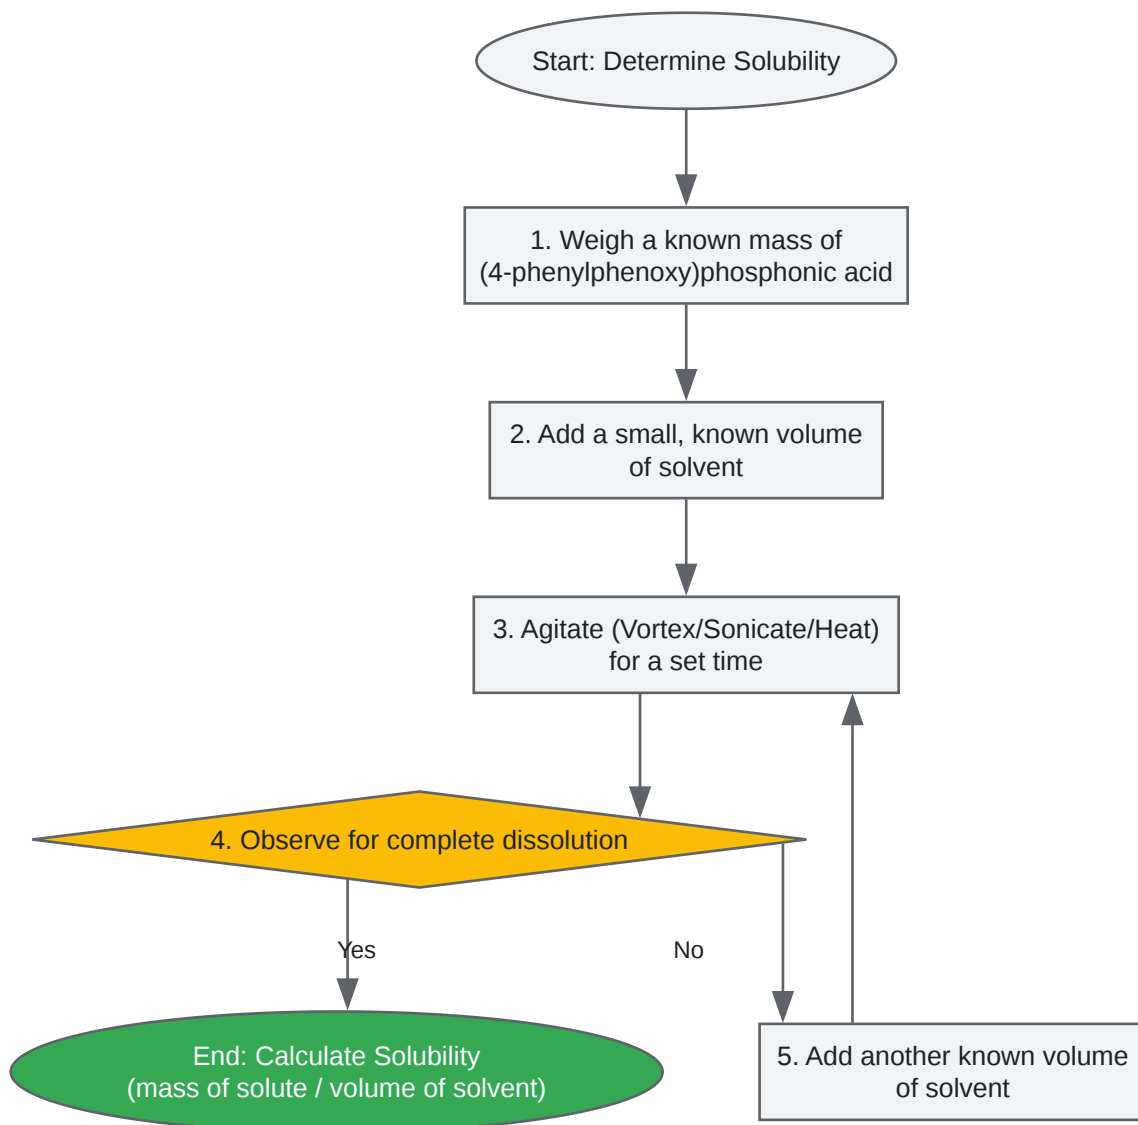 Start: Determine Solubility
1. Weigh a known mass of
(4-phenylphenoxy)phosphonic acid
2. Add a small, known volume
of solvent
3. Agitate (Vortex/Sonicate/Heat)
for a set time
4. Observe for complete dissolution
Yes
No
End: Calculate Solubility
(mass of solute / volume of solvent)
5. Add another known volume
of solvent